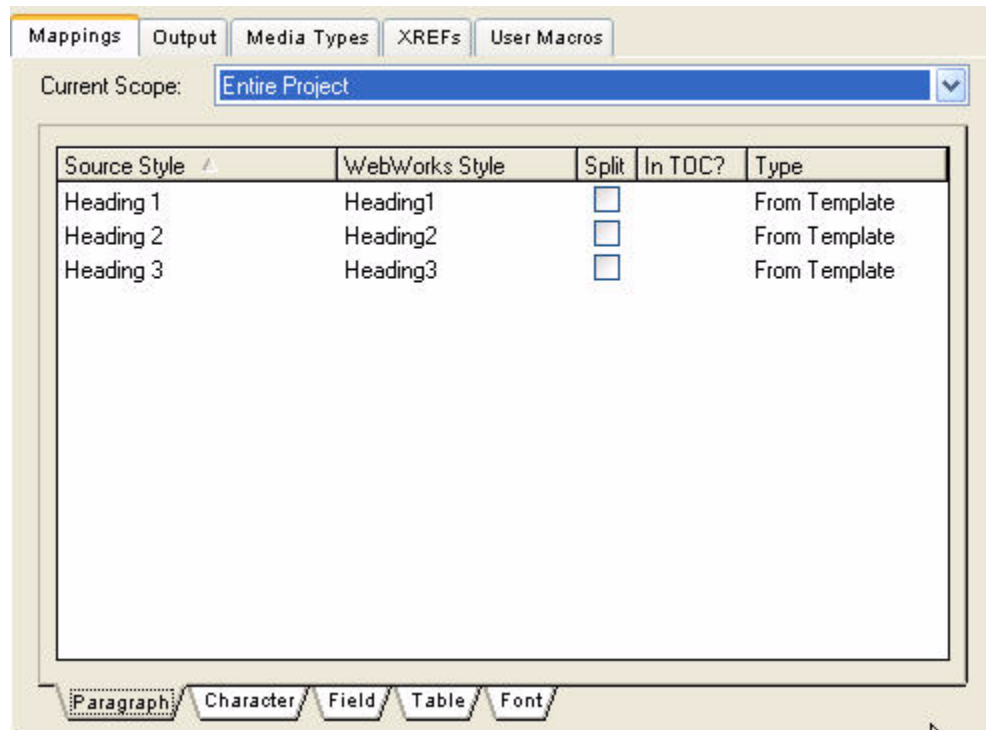 Mappings Output Media Types XREFs User Macros
Current Scope: Entire Project
Source Style WebWorks Style Split In TOC? Type
Heading 1 Heading1 From Template
Heading 2 Heading2 From Template
Heading 3 Heading3 From Template
Paragraph Character Field Table Font